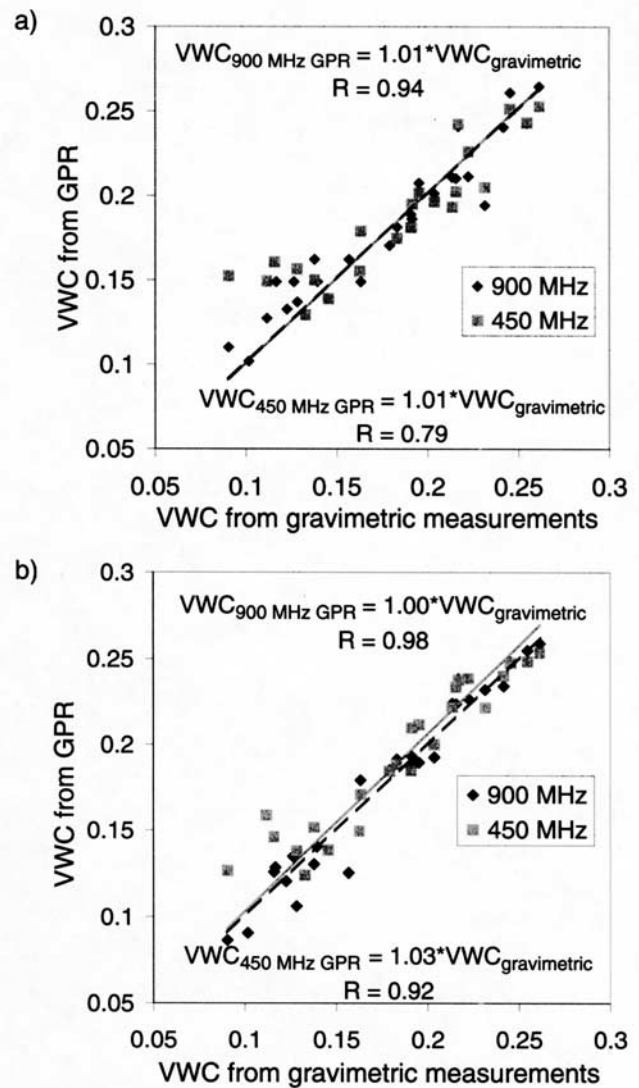 a)
0.3
VWC900 MHz GPR = 1.01*VWCgravimetric
R = 0.94
0.25
0.2
VWC from GPR
0.15
900 MHz
450 MHz
0.1
VWC450 MHz GPR = 1.01*VWCgravimetric
R = 0.79
0.05
0.05 0.1 0.15 0.2 0.25 0.3
VWC from gravimetric measurements
b)
0.3
VWC900 MHz GPR = 1.00*VWCgravimetric
R = 0.98
0.25
0.2
VWC from GPR
0.15
900 MHz
450 MHz
0.1
VWC450 MHz GPR = 1.03*VWCgravimetric
R = 0.92
0.05
0.05 0.1 0.15 0.2 0.25 0.3
VWC from gravimetric measurements